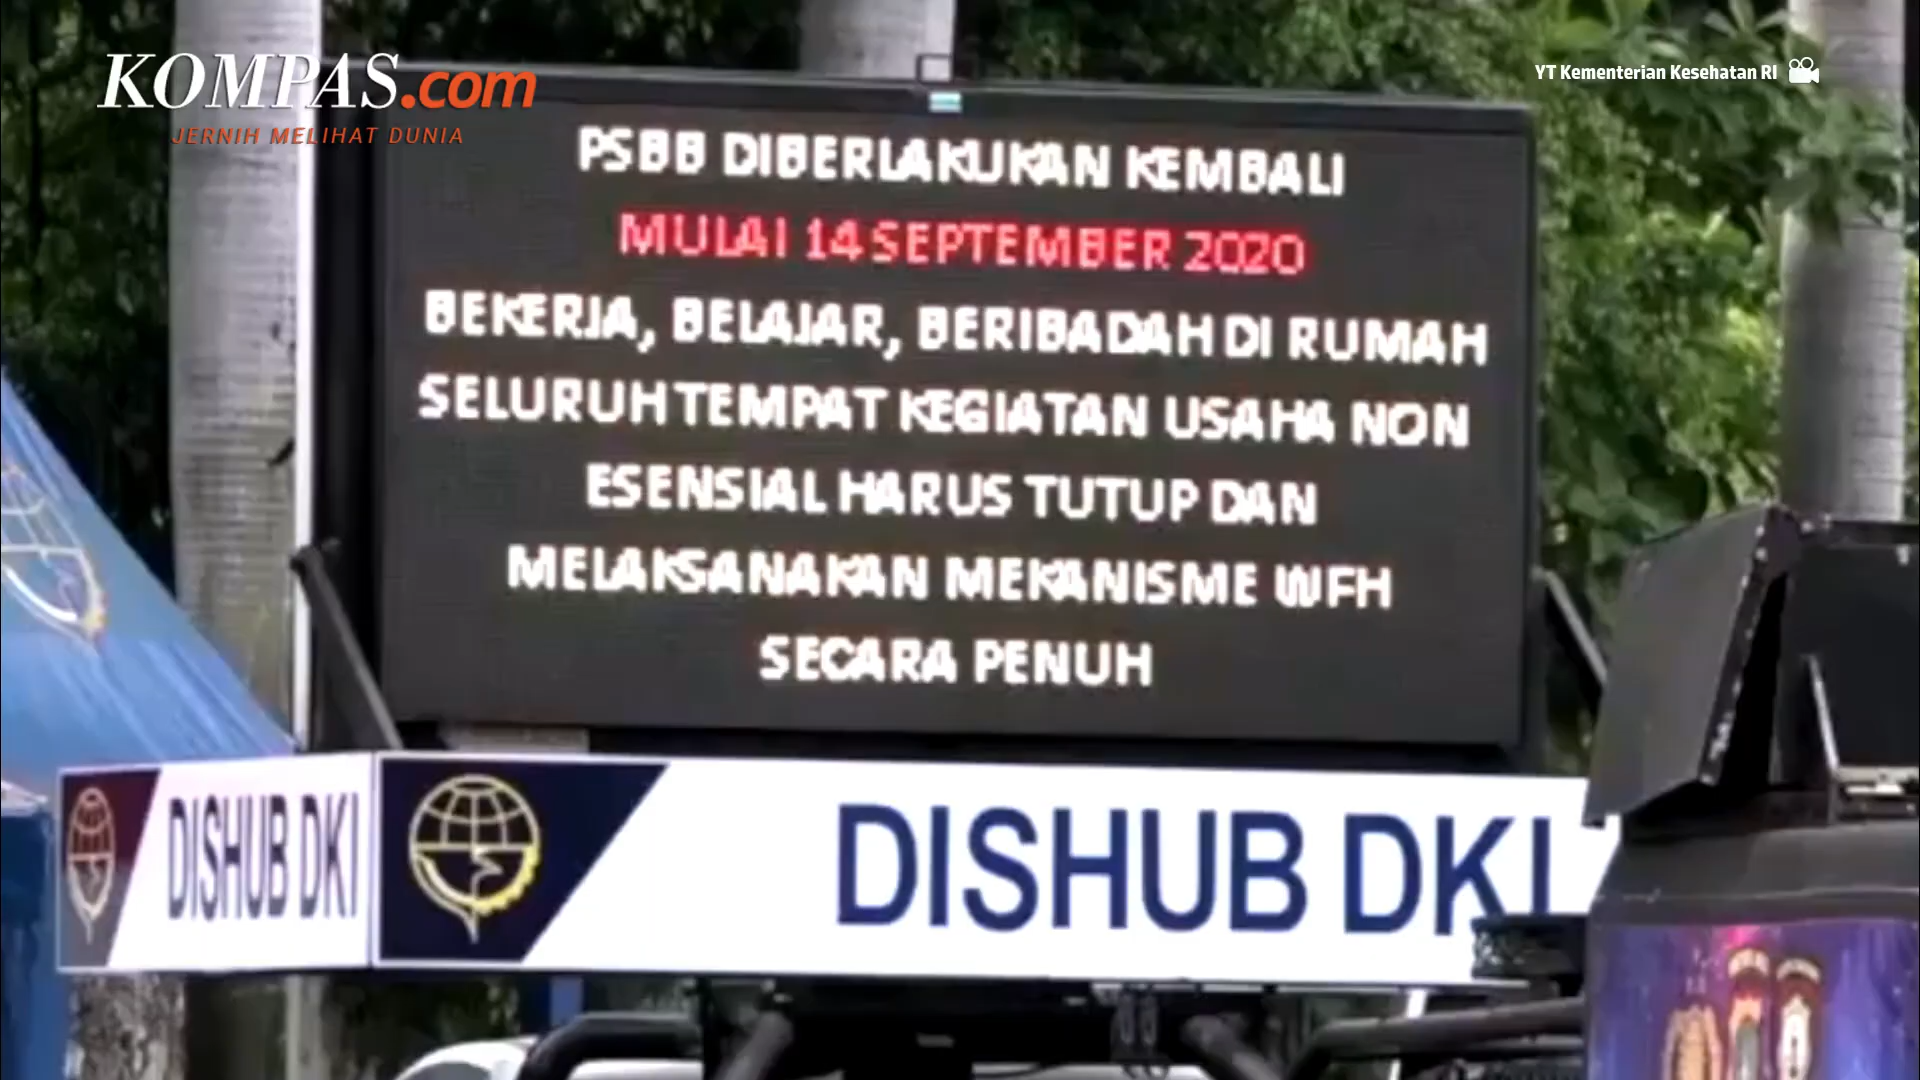 KOMPAS.com
JERNIH MELIHAT DUNIA
YT Kementerian Kesehatan RI
PSBB DIBERLAKUKAN KEMBALI
MULAI 14 SEPTEMBER 2020
BEKERJA, BELAJAR, BERIBADAH DI RUMAH
SELURUH TEMPAT KEGIATAN USAHA NON
ESENSIAL HARUS TUTUP DAN
MELAKSANAKAN MEKANISME WFH
SECARA PENUH
DISHUB DKI
DISHUB DKI